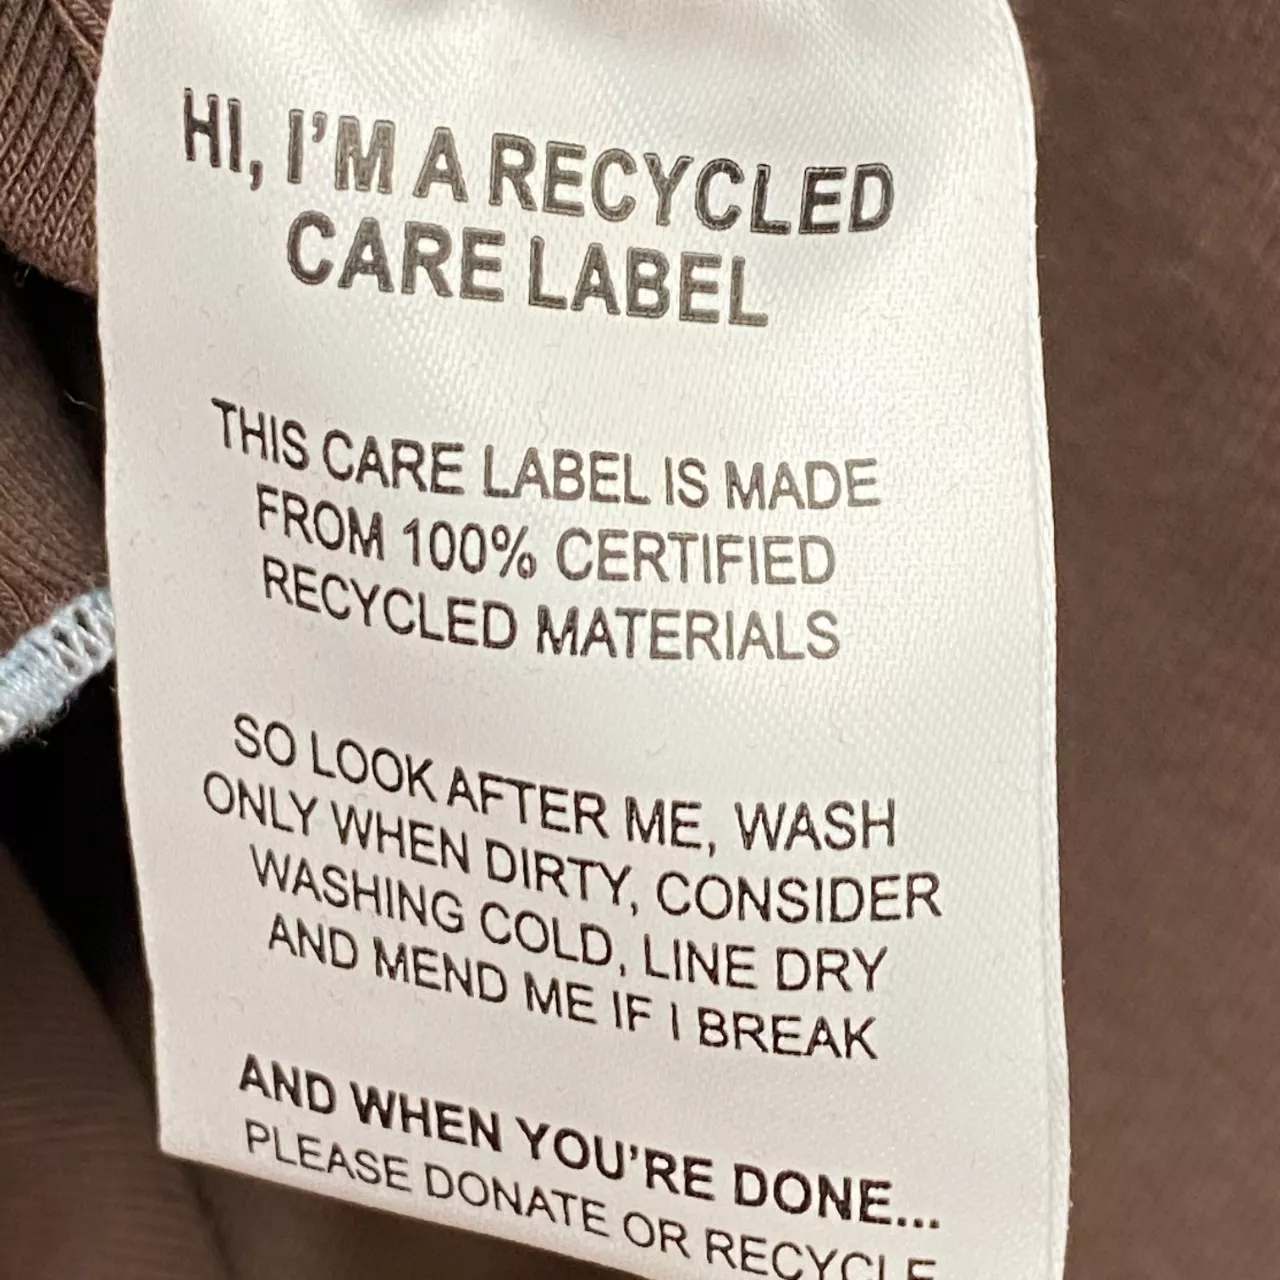 HI, I'M A RECYCLED
CARE LABEL
THIS CARE LABEL IS MADE
FROM 100% CERTIFIED
RECYCLED MATERIALS
SO LOOK AFTER ME, WASH
ONLY WHEN DIRTY, CONSIDER
WASHING COLD, LINE DRY
AND MEND ME IF I BREAK
AND WHEN YOU'RE DONE...
PLEASE DONATE OR RECYCLE